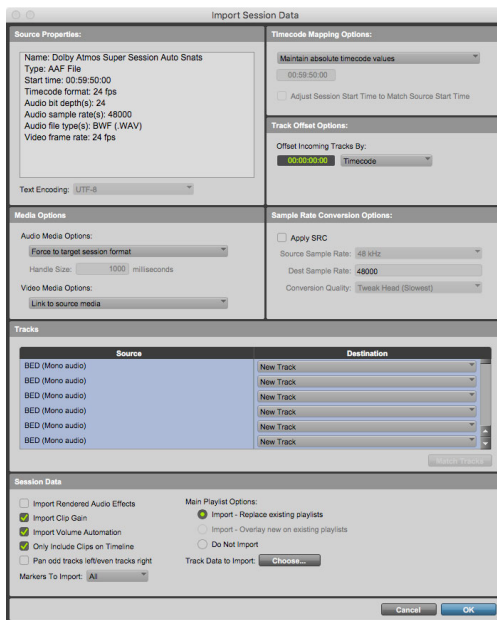 Import Session Data
Source Properties:
Name: Dolby Atmos Super Session Auto Snats
Type: AAF File
Start time: 00:59:50:00
Timecode format: 24 fps
Audio bit depth(s): 24
Audio sample rate(s): 48000
Audio file type(s): BWF (.WAV)
Video frame rate: 24 fps
Text Encoding: UTF-8
Timecode Mapping Options:
Maintain absolute timecode values
00:59:50:00
Adjust Session Start Time to Match Source Start Time
Track Offset Options:
Offset Incoming Tracks By:
00:00:00:00 Timecode
Media Options
Audio Media Options:
Force to target session format
Handle Size: 1000 milliseconds
Video Media Options:
Link to source media
Sample Rate Conversion Options:
Apply SRC
Source Sample Rate: 48 kHz
Dest Sample Rate: 48000
Conversion Quality: Tweak Head (Slowest)
Tracks
Source Destination
BED (Mono audio) New Track
BED (Mono audio) New Track
BED (Mono audio) New Track
BED (Mono audio) New Track
BED (Mono audio) New Track
BED (Mono audio) New Track
Match Tracks
Session Data
Import Rendered Audio Effects
Import Clip Gain
Import Volume Automation
Only Include Clips on Timeline
Pan odd tracks left/even tracks right
Markers To Import: All
Main Playlist Options:
Import - Replace existing playlists
Import - Overlay new on existing playlists
Do Not Import
Track Data to Import: Choose...
Cancel OK